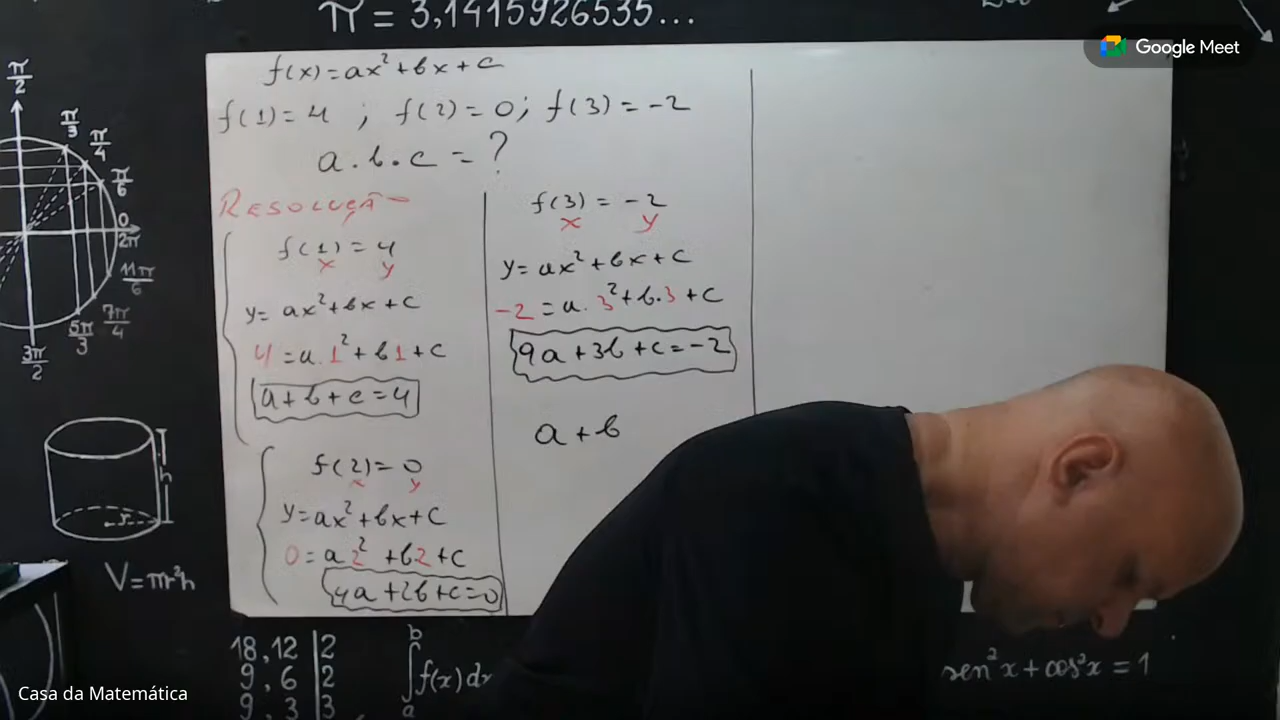 π = 3,1415926535...
Google Meet
f(x)=ax²+bx+c
f(1)=4 ; f(2)=0; f(3)=-2
a.b.c = ?
RESOLUÇÃO
f(1)=4
x y
y= ax²+bx+c
4=a.1²+b1+c
a+b+c=4
f(2)=0
x y
y=ax²+bx+c
0=a2²+b2+c
4a+2b+c=0
f(3) = -2
x y
y=ax²+bx+c
-2=a.3²+b.3+c
9a+3b+c=-2
a+b
π/2
π/3
π/4
π/6
0
2π
11π/6
7π/4
5π/3
3π/2
h
r
V=πr²h
18,12|2
9,6|2
9,3|3
∫ₐᵇf(x)dx
sen²x+cos²x=1
Casa da Matemática